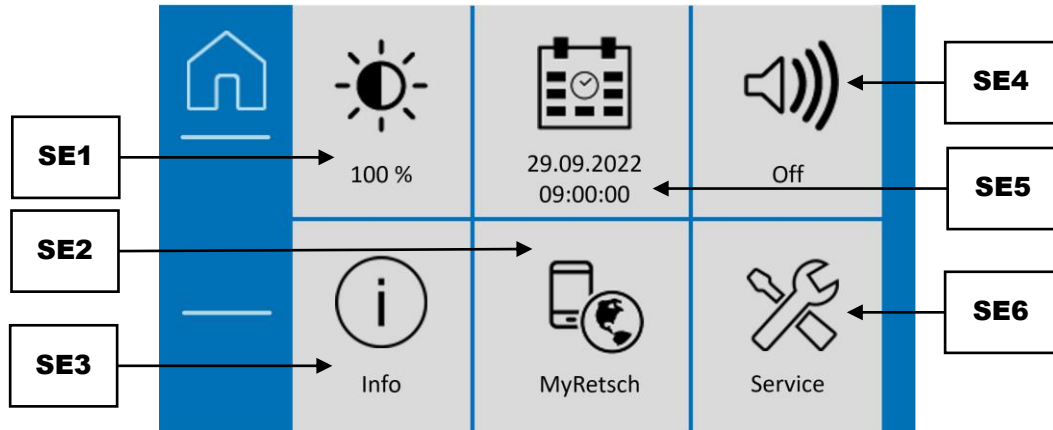 SE1
SE2
SE3
100 %
29.09.2022
09:00:00
Off
i
Info
MyRetsch
Service
SE4
SE5
SE6